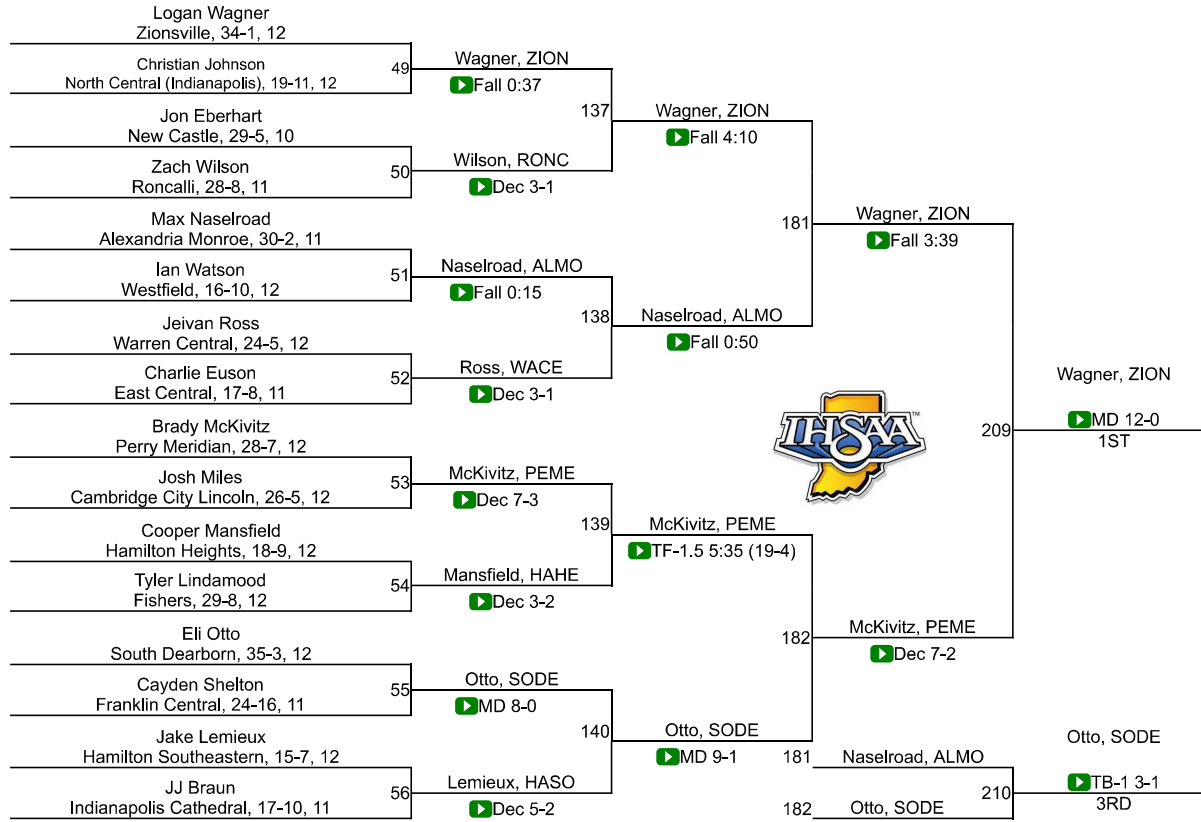 Logan Wagner
Zionsville, 34-1, 12
Christian Johnson
North Central (Indianapolis), 19-11, 12
49
Wagner, ZION
Fall 0:37
Jon Eberhart
New Castle, 29-5, 10
Zach Wilson
Roncalli, 28-8, 11
50
Wilson, RONC
Dec 3-1
137
Wagner, ZION
Fall 4:10
Max Naselroad
Alexandria Monroe, 30-2, 11
Ian Watson
Westfield, 16-10, 12
51
Naselroad, ALMO
Fall 0:15
Jeivan Ross
Warren Central, 24-5, 12
Charlie Euson
East Central, 17-8, 11
52
Ross, WACE
Dec 3-1
138
Naselroad, ALMO
Fall 0:50
181
Wagner, ZION
Fall 3:39
Brady McKivitz
Perry Meridian, 28-7, 12
Josh Miles
Cambridge City Lincoln, 26-5, 12
53
McKivitz, PEME
Dec 7-3
Cooper Mansfield
Hamilton Heights, 18-9, 12
Tyler Lindamood
Fishers, 29-8, 12
54
Mansfield, HAHE
Dec 3-2
139
McKivitz, PEME
TF-1.5 5:35 (19-4)
Eli Otto
South Dearborn, 35-3, 12
Cayden Shelton
Franklin Central, 24-16, 11
55
Otto, SODE
MD 8-0
Jake Lemieux
Hamilton Southeastern, 15-7, 12
JJ Braun
Indianapolis Cathedral, 17-10, 11
56
Lemieux, HASO
Dec 5-2
140
Otto, SODE
MD 9-1
182
McKivitz, PEME
Dec 7-2
IHSAA™
209
Wagner, ZION
MD 12-0
1ST
181
Naselroad, ALMO
182
Otto, SODE
210
Otto, SODE
TB-1 3-1
3RD